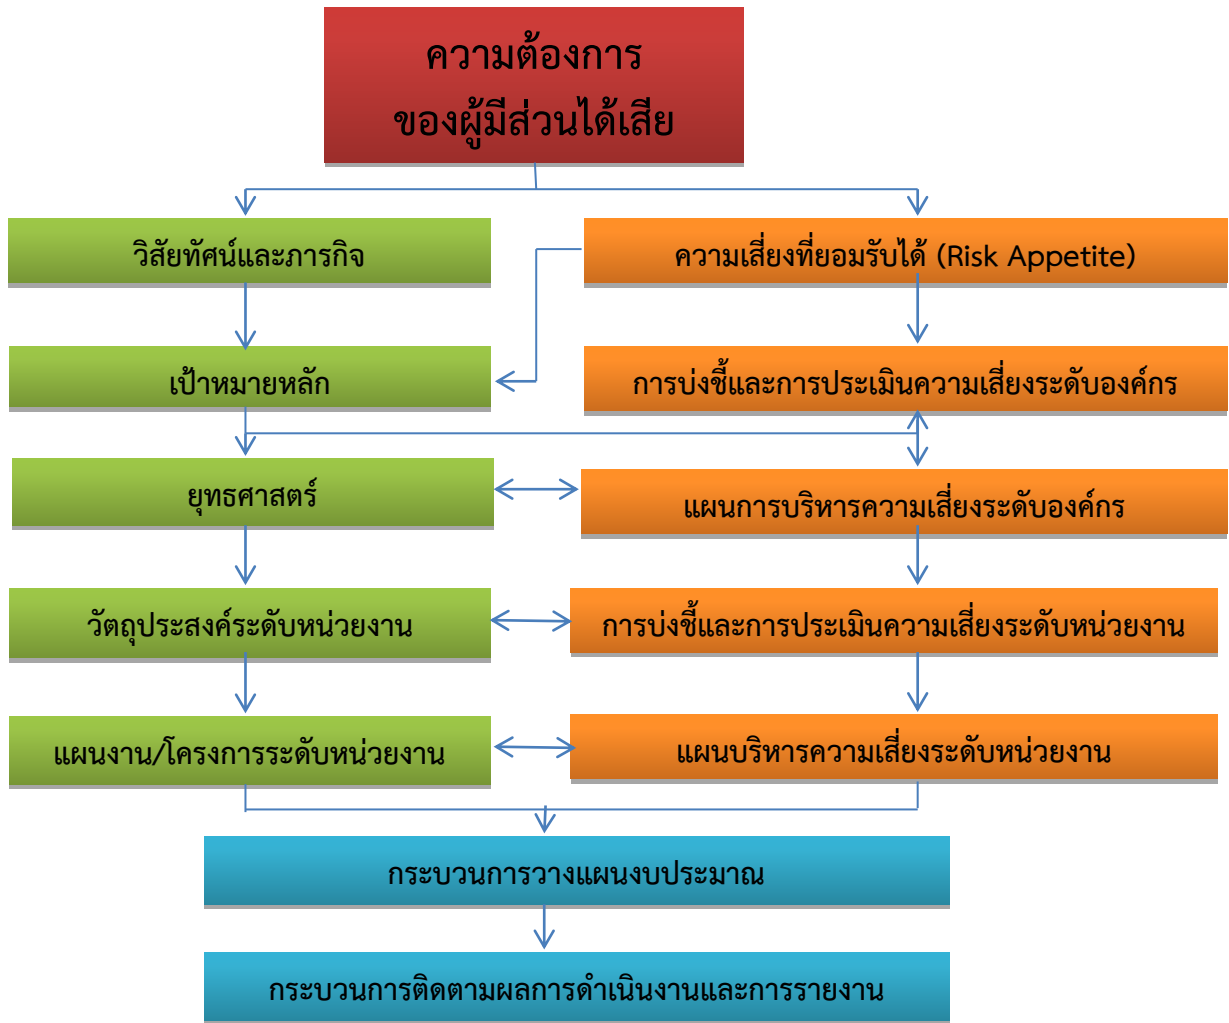 ความต้องการ
ของผู้มีส่วนได้เสีย
วิสัยทัศน์และภารกิจ
ความเสี่ยงที่ยอมรับได้ (Risk Appetite)
เป้าหมายหลัก
การบ่งชี้และการประเมินความเสี่ยงระดับองค์กร
ยุทธศาสตร์
แผนการบริหารความเสี่ยงระดับองค์กร
วัตถุประสงค์ระดับหน่วยงาน
การบ่งชี้และการประเมินความเสี่ยงระดับหน่วยงาน
แผนงาน/โครงการระดับหน่วยงาน
แผนบริหารความเสี่ยงระดับหน่วยงาน
กระบวนการวางแผนงบประมาณ
กระบวนการติดตามผลการดำเนินงานและการรายงาน